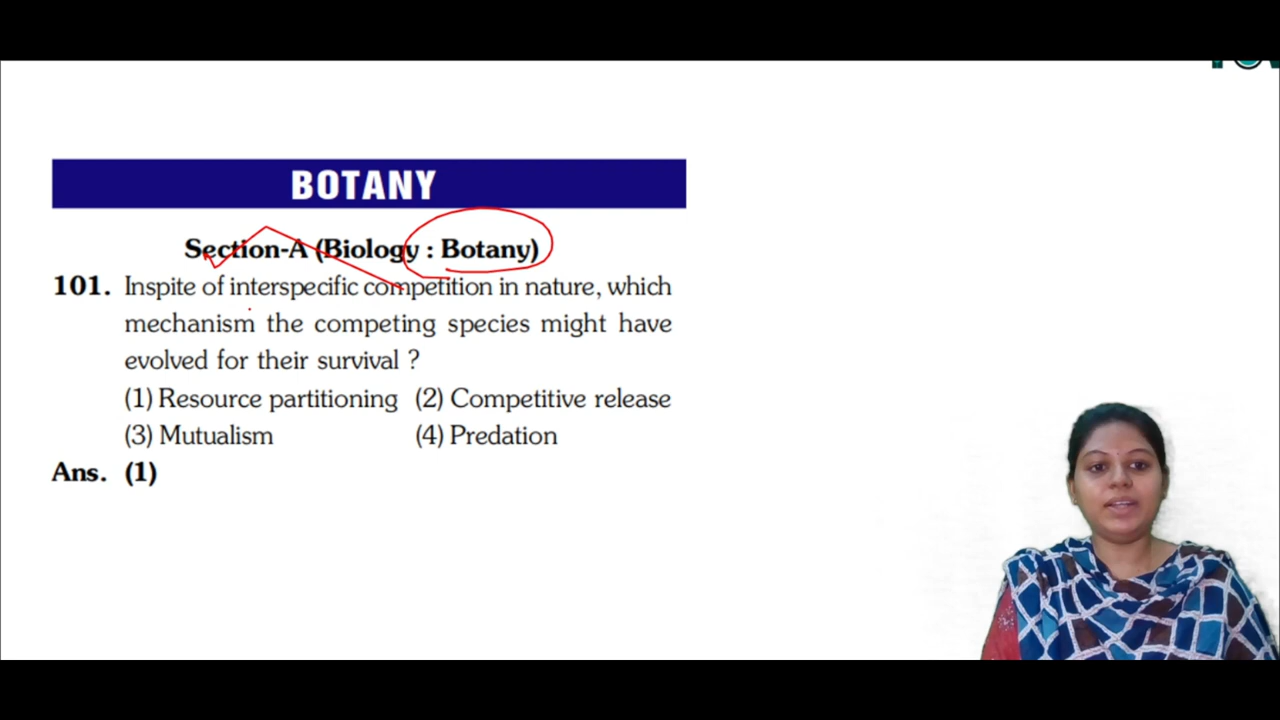 BOTANY
Section-A (Biology : Botany)
101. Inspite of interspecific competition in nature, which
mechanism the competing species might have
evolved for their survival ?
(1) Resource partitioning (2) Competitive release
(3) Mutualism (4) Predation
Ans. (1)